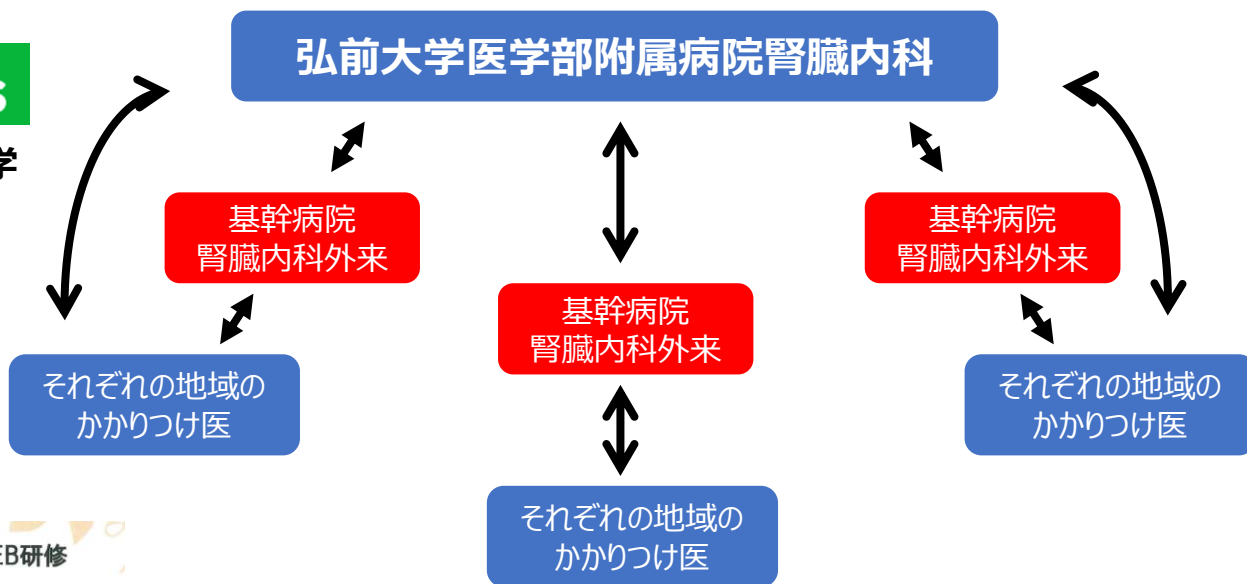 弘前大学医学部附属病院腎臓内科
S
学
基幹病院
腎臓内科外来
基幹病院
腎臓内科外来
基幹病院
腎臓内科外来
それぞれの地域の
かかりつけ医
それぞれの地域の
かかりつけ医
それぞれの地域の
かかりつけ医
EB研修